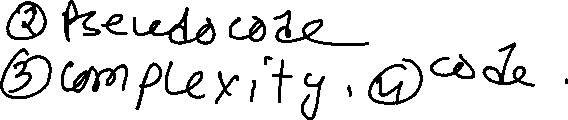 ② Pseudocode
③ complexity. ④ code.